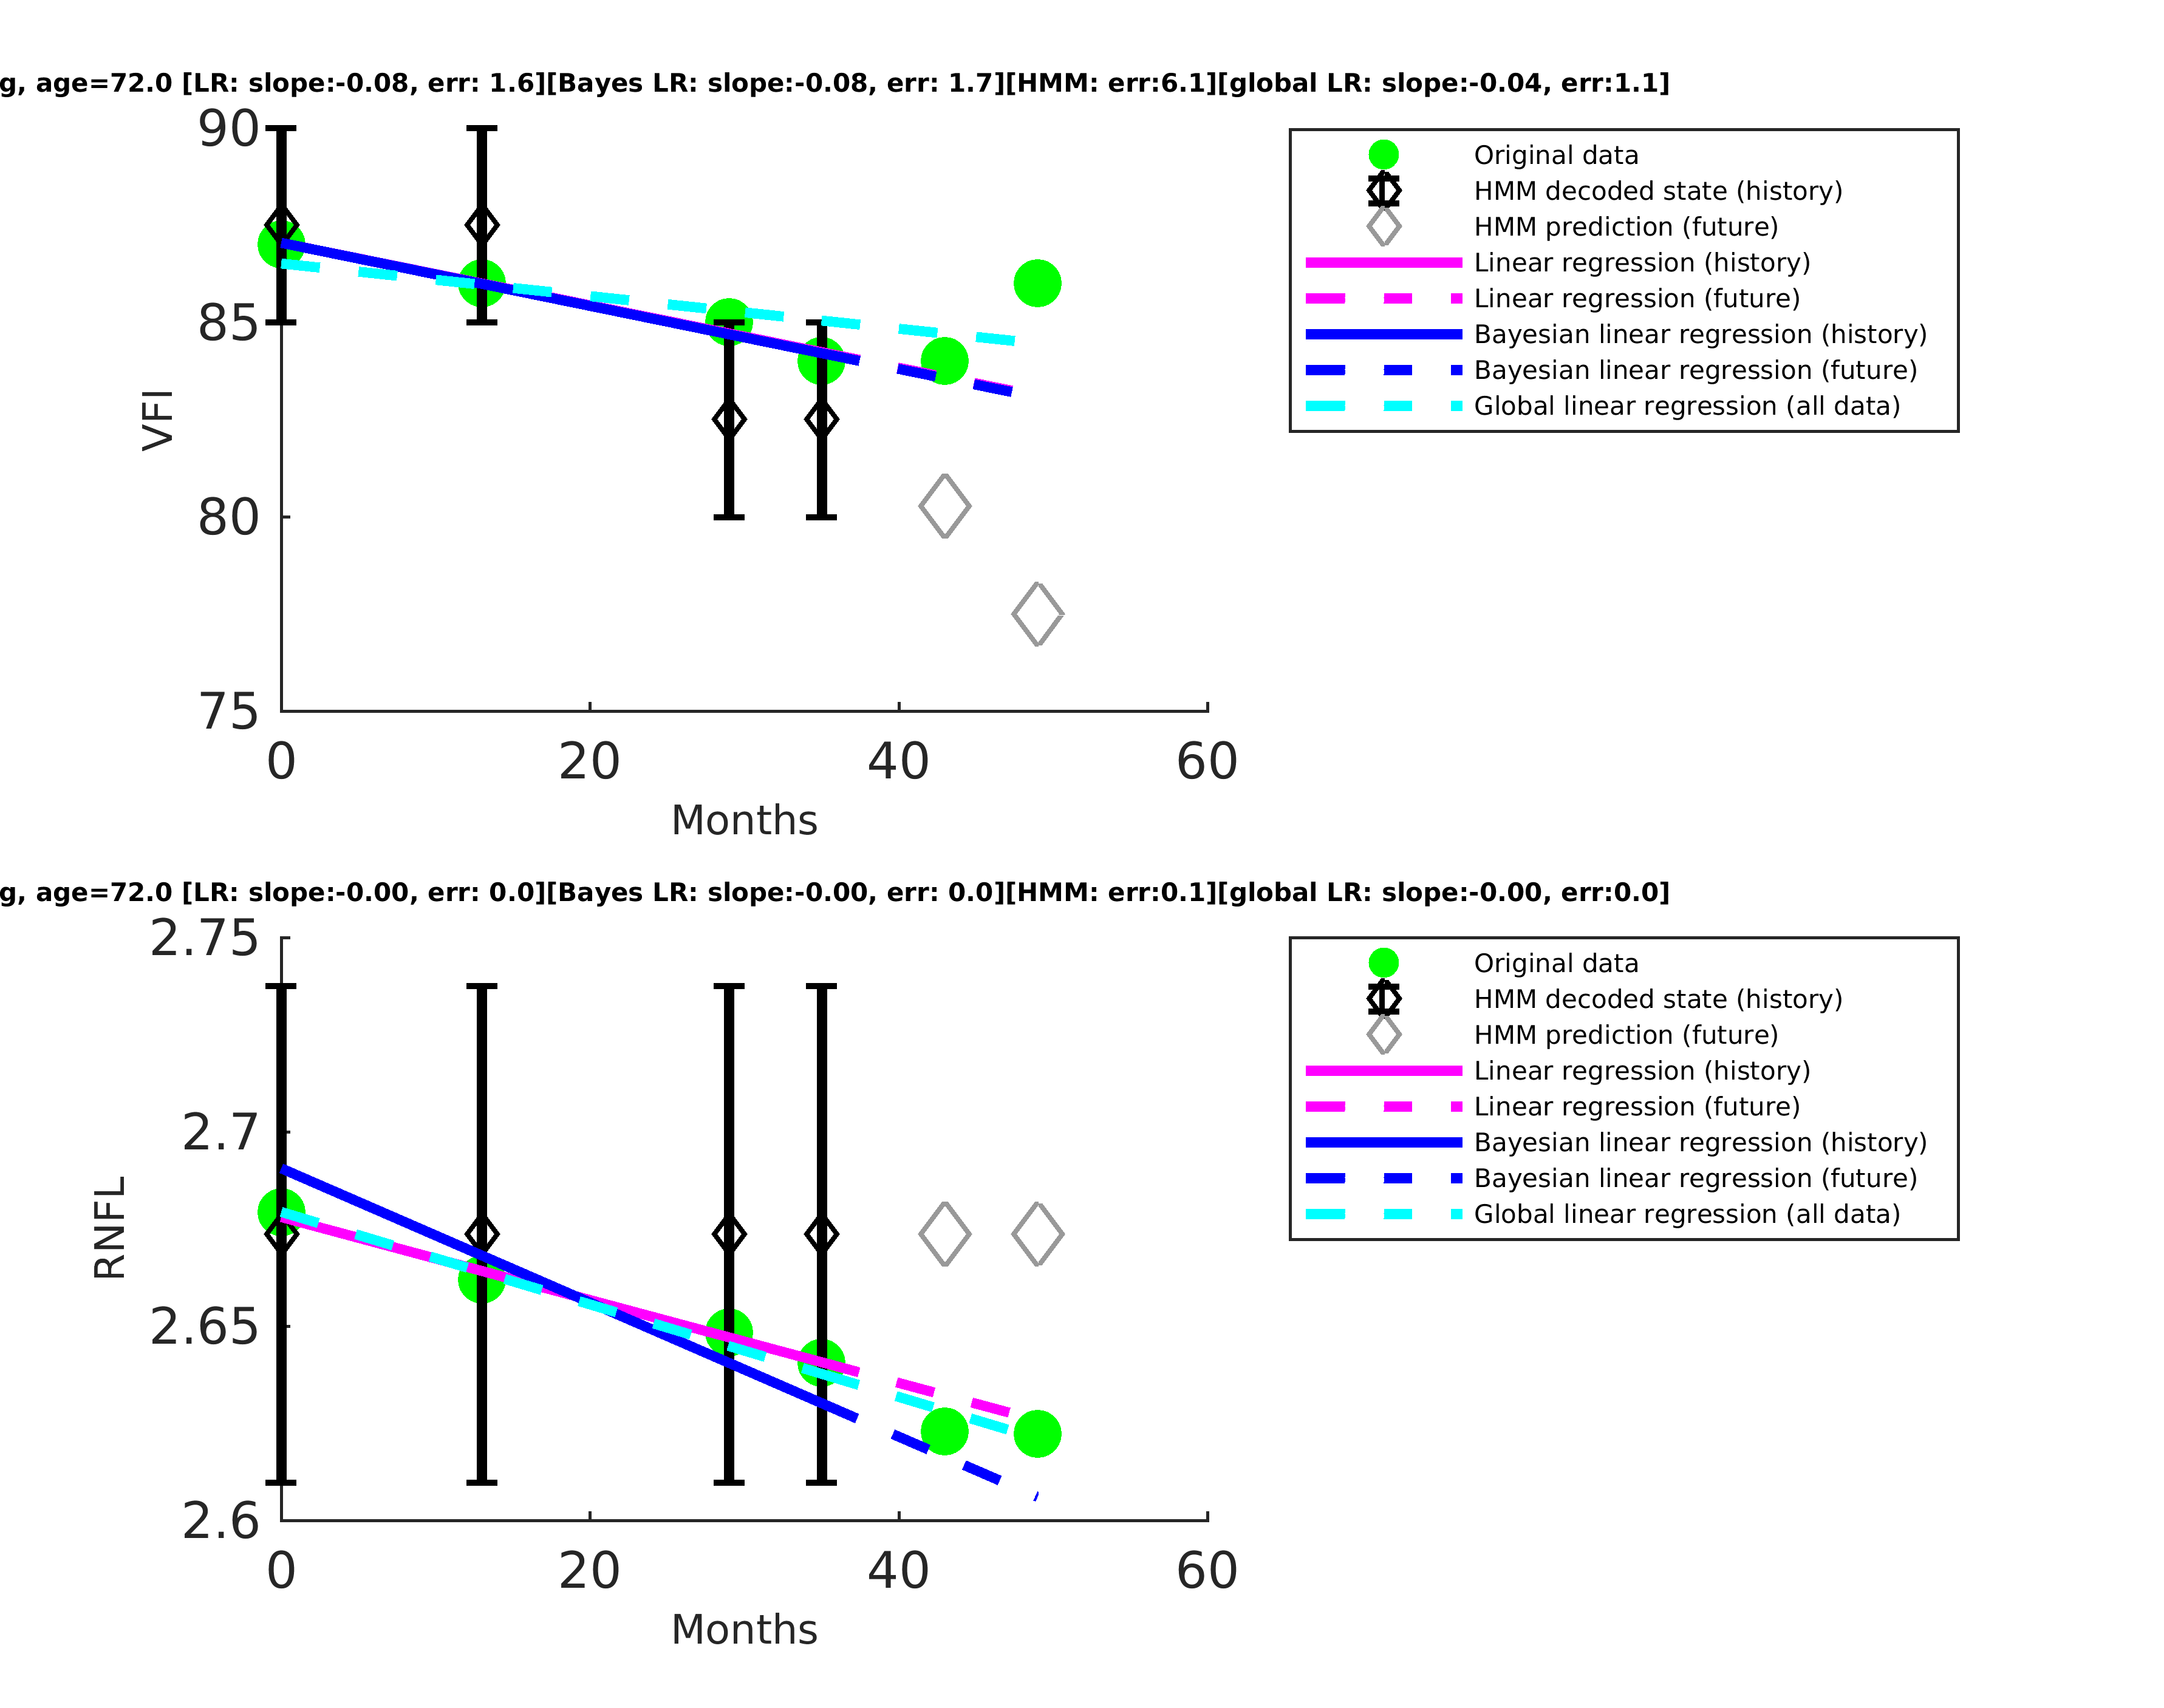 g, age=72.0 [LR: slope:-0.08, err: 1.6][Bayes LR: slope:-0.08, err: 1.7][HMM: err:6.1][global LR: slope:-0.04, err:1.1]
90
85
80
75
VFI
0 20 40 60
Months
Original data
HMM decoded state (history)
HMM prediction (future)
Linear regression (history)
Linear regression (future)
Bayesian linear regression (history)
Bayesian linear regression (future)
Global linear regression (all data)
g, age=72.0 [LR: slope:-0.00, err: 0.0][Bayes LR: slope:-0.00, err: 0.0][HMM: err:0.1][global LR: slope:-0.00, err:0.0]
2.75
2.7
2.65
2.6
RNFL
0 20 40 60
Months
Original data
HMM decoded state (history)
HMM prediction (future)
Linear regression (history)
Linear regression (future)
Bayesian linear regression (history)
Bayesian linear regression (future)
Global linear regression (all data)